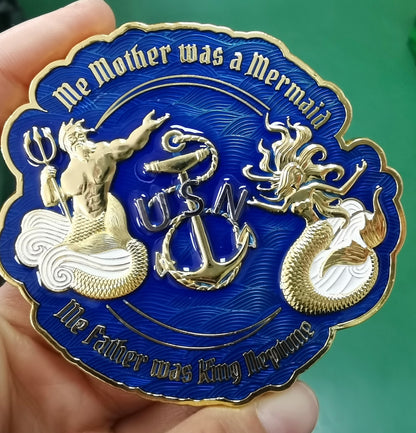 Me Mother was a Mermaid
USN
Me Father was King Neptune